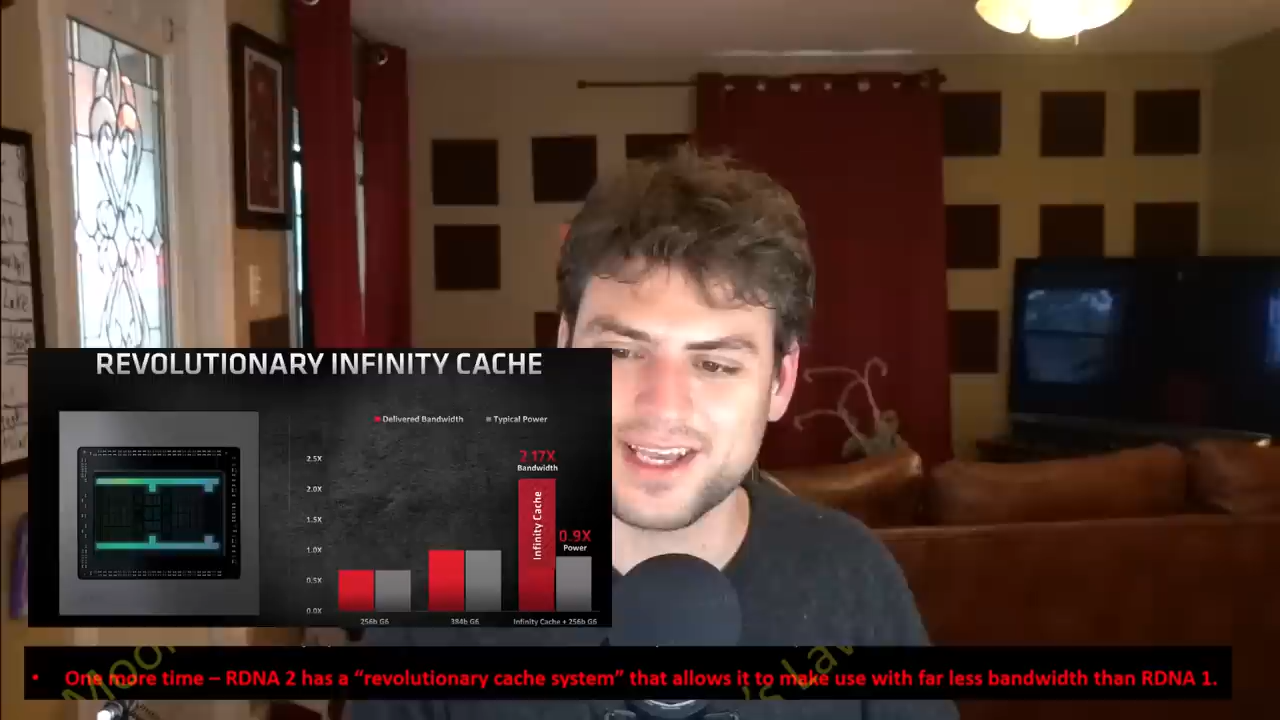 REVOLUTIONARY INFINITY CACHE
Delivered Bandwidth Typical Power
2.5X
2.0X
1.5X
1.0X
0.5X
0.0X
2.17X
Bandwidth
Infinity Cache
0.9X
Power
256b G6 384b G6 Infinity Cache + 256b G6
• One more time – RDNA 2 has a “revolutionary cache system” that allows it to make use with far less bandwidth than RDNA 1.
Lake